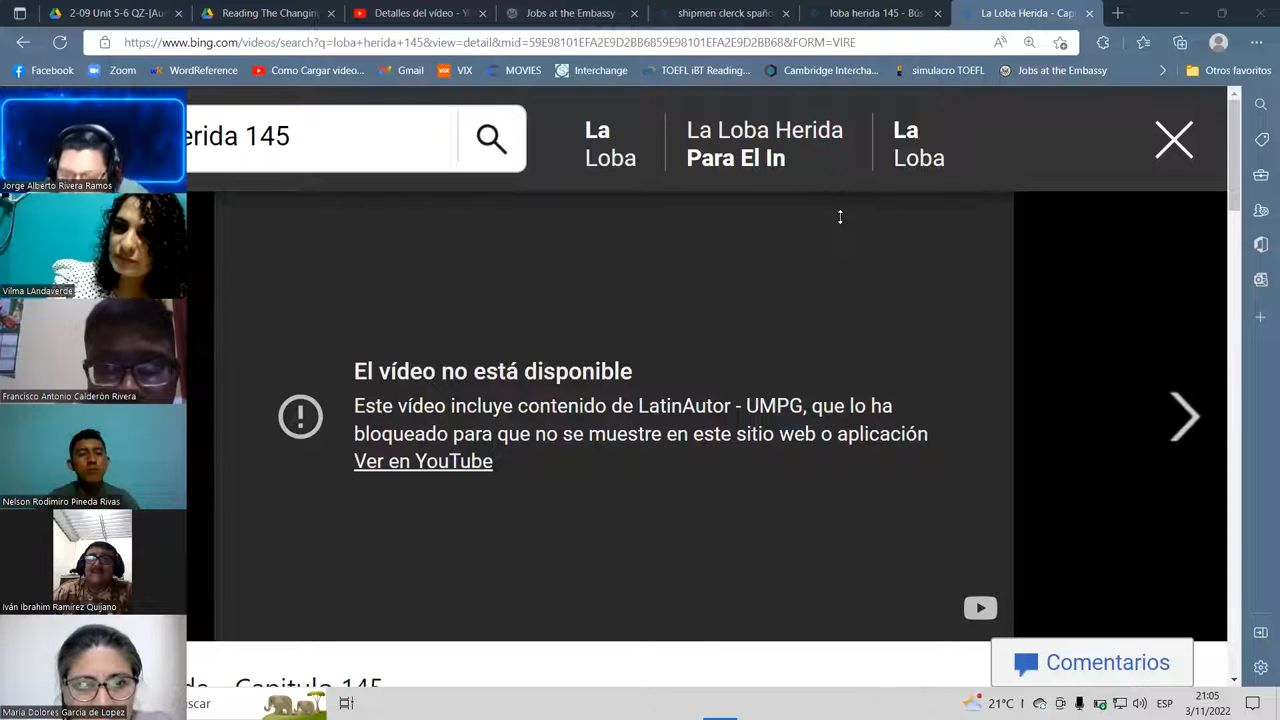 2-09 Unit 5-6 QZ-[Au
Reading The Changin
Detalles del vídeo - Y
Jobs at the Embassy
shipmen clerck spaño
loba herida 145 - Bús
La Loba Herida - Cap
https://www.bing.com/videos/search?q=loba+herida+145&view=detail&mid=59E98101EFA2E9D2BB6859E98101EFA2E9D2BB68&FORM=VIRE
Facebook
Zoom
WordReference
Como Cargar video...
Gmail
VIX
MOVIES
Interchange
TOEFL iBT Reading...
Cambridge Intercha...
simulacro TOEFL
Jobs at the Embassy
Otros favoritos
erida 145
La
Loba
La Loba Herida
Para El In
La
Loba
Jorge Alberto Rivera Ramos
Vilma LAndaverde
Francisco Antonio Calderón Rivera
Nelson Rodimiro Pineda Rivas
Iván Ibrahim Ramírez Quijano
Maria Dolores Garcia de Lopez
El vídeo no está disponible
Este vídeo incluye contenido de LatinAutor - UMPG, que lo ha
bloqueado para que no se muestre en este sitio web o aplicación
Ver en YouTube
Comentarios
da - Capitulo 145
scar
21°C
ESP
21:05
3/11/2022